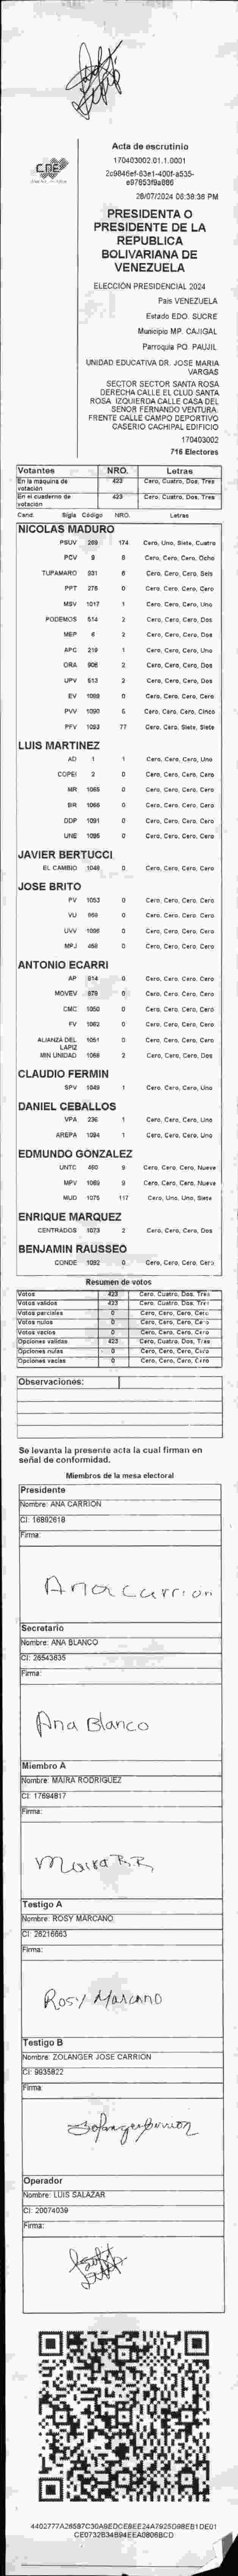 CNE
Acta de escrutinio
170403002.01.1.0001
28/07/2024 08:38:38 PM
PRESIDENTA O
PRESIDENTE DE LA
REPUBLICA
BOLIVARIANA DE
VENEZUELA
ELECCIÓN PRESIDENCIAL 2024
Pais VENEZUELA
Estado EDO. SUCRE
Municipio MP. CAJIGAL
Parroquia PQ. PAUJIL
UNIDAD EDUCATIVA DR. JOSE MARIA
VARGAS
SECTOR SECTOR SANTA ROSA
DERECHA CALLE EL CLUD SANTA
ROSA. IZQUIERDA CALLE CASA DEL
SENOR FERNANDO VENTURA.
FRENTE CALLE CAMPO DEPORTIVO
CASERIO CACHIPAL EDIFICIO
170403002
716 Electores
Votantes NRO. Letras
En la máquina de votación 423 Cero, Cuatro, Dos, Tres
En el cuaderno de votación 423 Cero, Cuatro, Dos, Tres
Cand. Sigla Código NRO. Letras
NICOLAS MADURO
PSUV 174 Cero, Uno, Siete, Cuatro
PCV 9 8 Cero, Cero, Cero, Ocho
TUPAMARO 931 6 Cero, Cero, Cero, Seis
PPT 276 0 Cero, Cero, Cero, Cero
MSV 1017 1 Cero, Cero, Cero, Uno
PODEMOS 514 2 Cero, Cero, Cero, Dos
MEP 6 2 Cero, Cero, Cero, Dos
APC 219 1 Cero, Cero, Cero, Uno
ORA 906 2 Cero, Cero, Cero, Dos
UPV 513 2 Cero, Cero, Cero, Dos
EV 1089 0 Cero, Cero, Cero, Cero
PVV 1090 5 Cero, Cero, Cero, Cinco
PFV 1093 77 Cero, Cero, Siete, Siete
LUIS MARTINEZ
AD 1 1 Cero, Cero, Cero, Uno
COPEI 2 0 Cero, Cero, Cero, Cero
MR 1065 0 Cero, Cero, Cero, Cero
BR 1066 0 Cero, Cero, Cero, Cero
DDP 1091 0 Cero, Cero, Cero, Cero
UNE 1095 0 Cero, Cero, Cero, Cero
JAVIER BERTUCCI
EL CAMBIO 1048 0 Cero, Cero, Cero, Cero
JOSE BRITO
PV 1053 0 Cero, Cero, Cero, Cero
VU 0 Cero, Cero, Cero, Cero
UVV 1096 0 Cero, Cero, Cero, Cero
MPJ 458 0 Cero, Cero, Cero, Cero
ANTONIO ECARRI
AP 914 0 Cero, Cero, Cero, Cero
MOVEV 979 0 Cero, Cero, Cero, Cero
CMC 1050 0 Cero, Cero, Cero, Cero
FV 1062 0 Cero, Cero, Cero, Cero
ALIANZA DEL LAPIZ 1051 0 Cero, Cero, Cero, Cero
MIN UNIDAD 1068 2 Cero, Cero, Cero, Dos
CLAUDIO FERMIN
SPV 1049 1 Cero, Cero, Cero, Uno
DANIEL CEBALLOS
VPA 236 1 Cero, Cero, Cero, Uno
AREPA 1094 1 Cero, Cero, Cero, Uno
EDMUNDO GONZALEZ
UNTC 480 9 Cero, Cero, Cero, Nueve
MPV 1069 9 Cero, Cero, Cero, Nueve
MUD 1075 117 Cero, Uno, Uno, Siete
ENRIQUE MARQUEZ
CENTRADOS 1073 2 Cero, Cero, Cero, Dos
BENJAMIN RAUSSEO
CONDE 1092 0 Cero, Cero, Cero, Cero
Resumen de votos
Votos 423 Cero, Cuatro, Dos, Tres
Votos validos 423 Cero, Cuatro, Dos, Tres
Votos parciales 0 Cero, Cero, Cero, Cero
Votos nulos 0 Cero, Cero, Cero, Cero
Votos vacíos 0 Cero, Cero, Cero, Cero
Opciones validas 423 Cero, Cuatro, Dos, Tres
Opciones nulas 0 Cero, Cero, Cero, Cero
Opciones vacías 0 Cero, Cero, Cero, Cero
Observaciones:
Se levanta la presente acta la cual firman en
señal de conformidad.
Miembros de la mesa electoral
Presidente
Nombre: ANA CARRION
CI: 16892618
Firma:
Ana Carrion
Secretario
Nombre: ANA BLANCO
CI: 26543635
Firma:
Ana Blanco
Miembro A
Nombre: MAIRA RODRIGUEZ
CI: 17694817
Firma:
Maira B.R
Testigo A
Nombre: ROSY MARCANO
CI: 26216663
Firma:
Rosy Marcano
Testigo B
Nombre: ZOLANGER JOSE CARRION
CI: 9935822
Firma:
Operador
Nombre: LUIS SALAZAR
CI: 20074039
Firma: